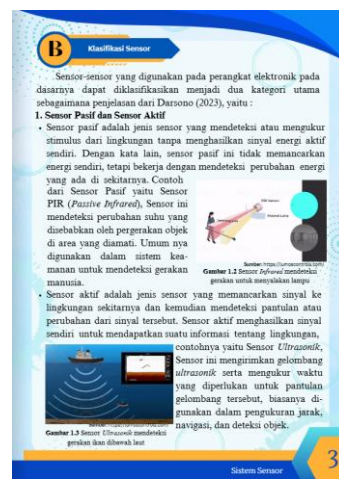 B
Klasifikasi Sensor
Sensor-sensor yang digunakan pada perangkat elektronik pada
dasarnya dapat diklasifikasikan menjadi dua kategori utama
sebagaimana penjelasan dari Darsono (2023), yaitu :
1. Sensor Pasif dan Sensor Aktif
• Sensor pasif adalah jenis sensor yang mendeteksi atau mengukur
stimulus dari lingkungan tanpa menghasilkan sinyal energi aktif
sendiri. Dengan kata lain, sensor pasif ini tidak memancarkan
energi sendiri, tetapi bekerja dengan mendeteksi perubahan energi
yang ada di sekitarnya. Contoh
dari Sensor Pasif yaitu Sensor
PIR (Passive Infrared), Sensor ini
mendeteksi perubahan suhu yang
disebabkan oleh pergerakan objek
di area yang diamati. Umum nya
digunakan dalam sistem kea-
manan untuk mendeteksi gerakan
manusia.
Gambar 1.2 Sensor Infrared mendeteksi
gerakan untuk menyalakan lampu
• Sensor aktif adalah jenis sensor yang memancarkan sinyal ke
lingkungan sekitarnya dan kemudian mendeteksi pantulan atau
perubahan dari sinyal tersebut. Sensor aktif menghasilkan sinyal
sendiri untuk mendapatkan suatu informasi tentang lingkungan,
contohnya yaitu Sensor Ultrasonik,
Sensor ini mengirimkan gelombang
ultrasonik serta mengukur waktu
yang diperlukan untuk pantulan
gelombang tersebut, biasanya di-
gunakan dalam pengukuran jarak,
navigasi, dan deteksi objek.
Gambar 1.3 Sensor Ultrasonik mendeteksi
gerakan ikan dibawah laut
Sistem Sensor
3